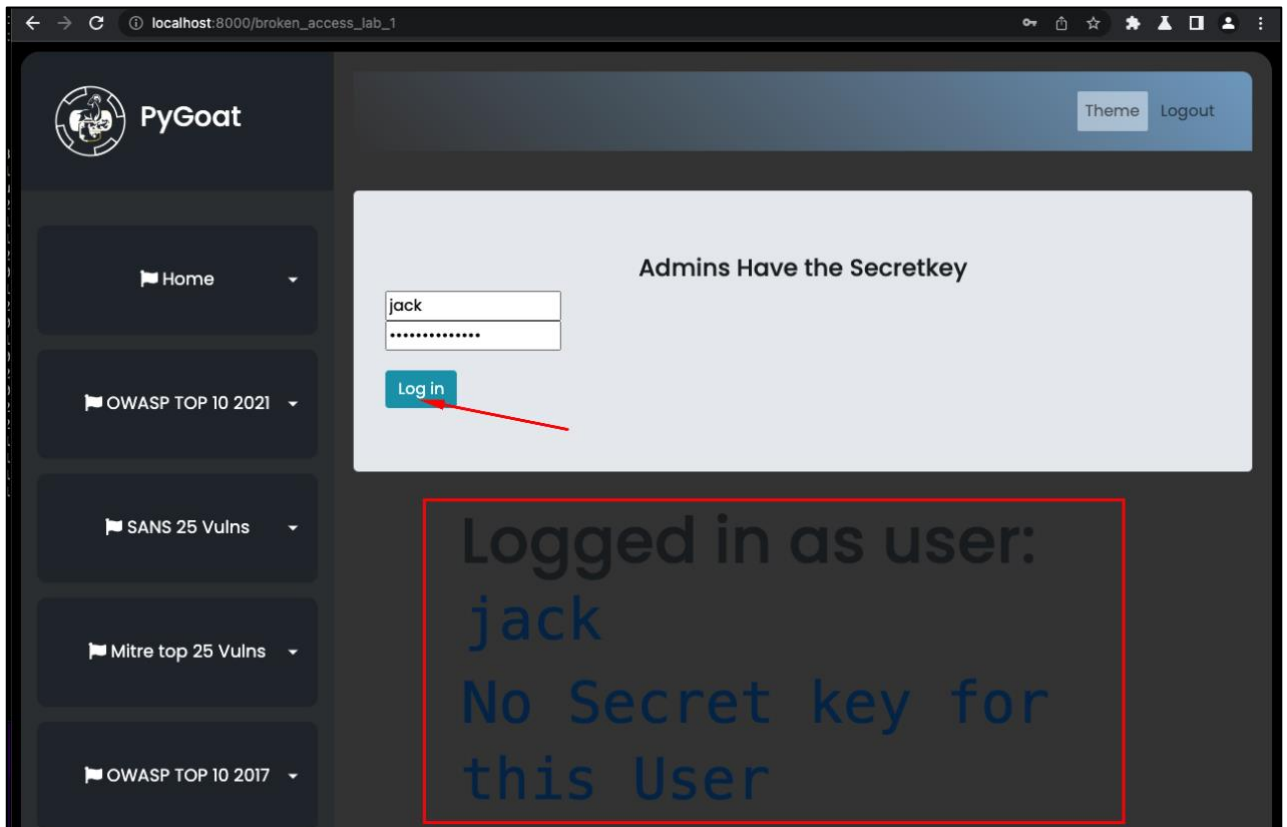 localhost:8000/broken_access_lab_1
PyGoat
Theme Logout
Home
OWASP TOP 10 2021
SANS 25 Vulns
Mitre top 25 Vulns
OWASP TOP 10 2017
Admins Have the Secretkey
jack
••••••••••••••
Log in
Logged in as user:
jack
No Secret key for
this User